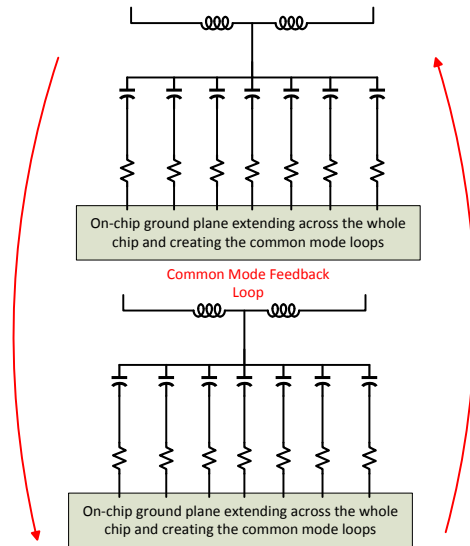 On-chip ground plane extending across the whole
chip and creating the common mode loops
Common Mode Feedback
Loop
On-chip ground plane extending across the whole
chip and creating the common mode loops